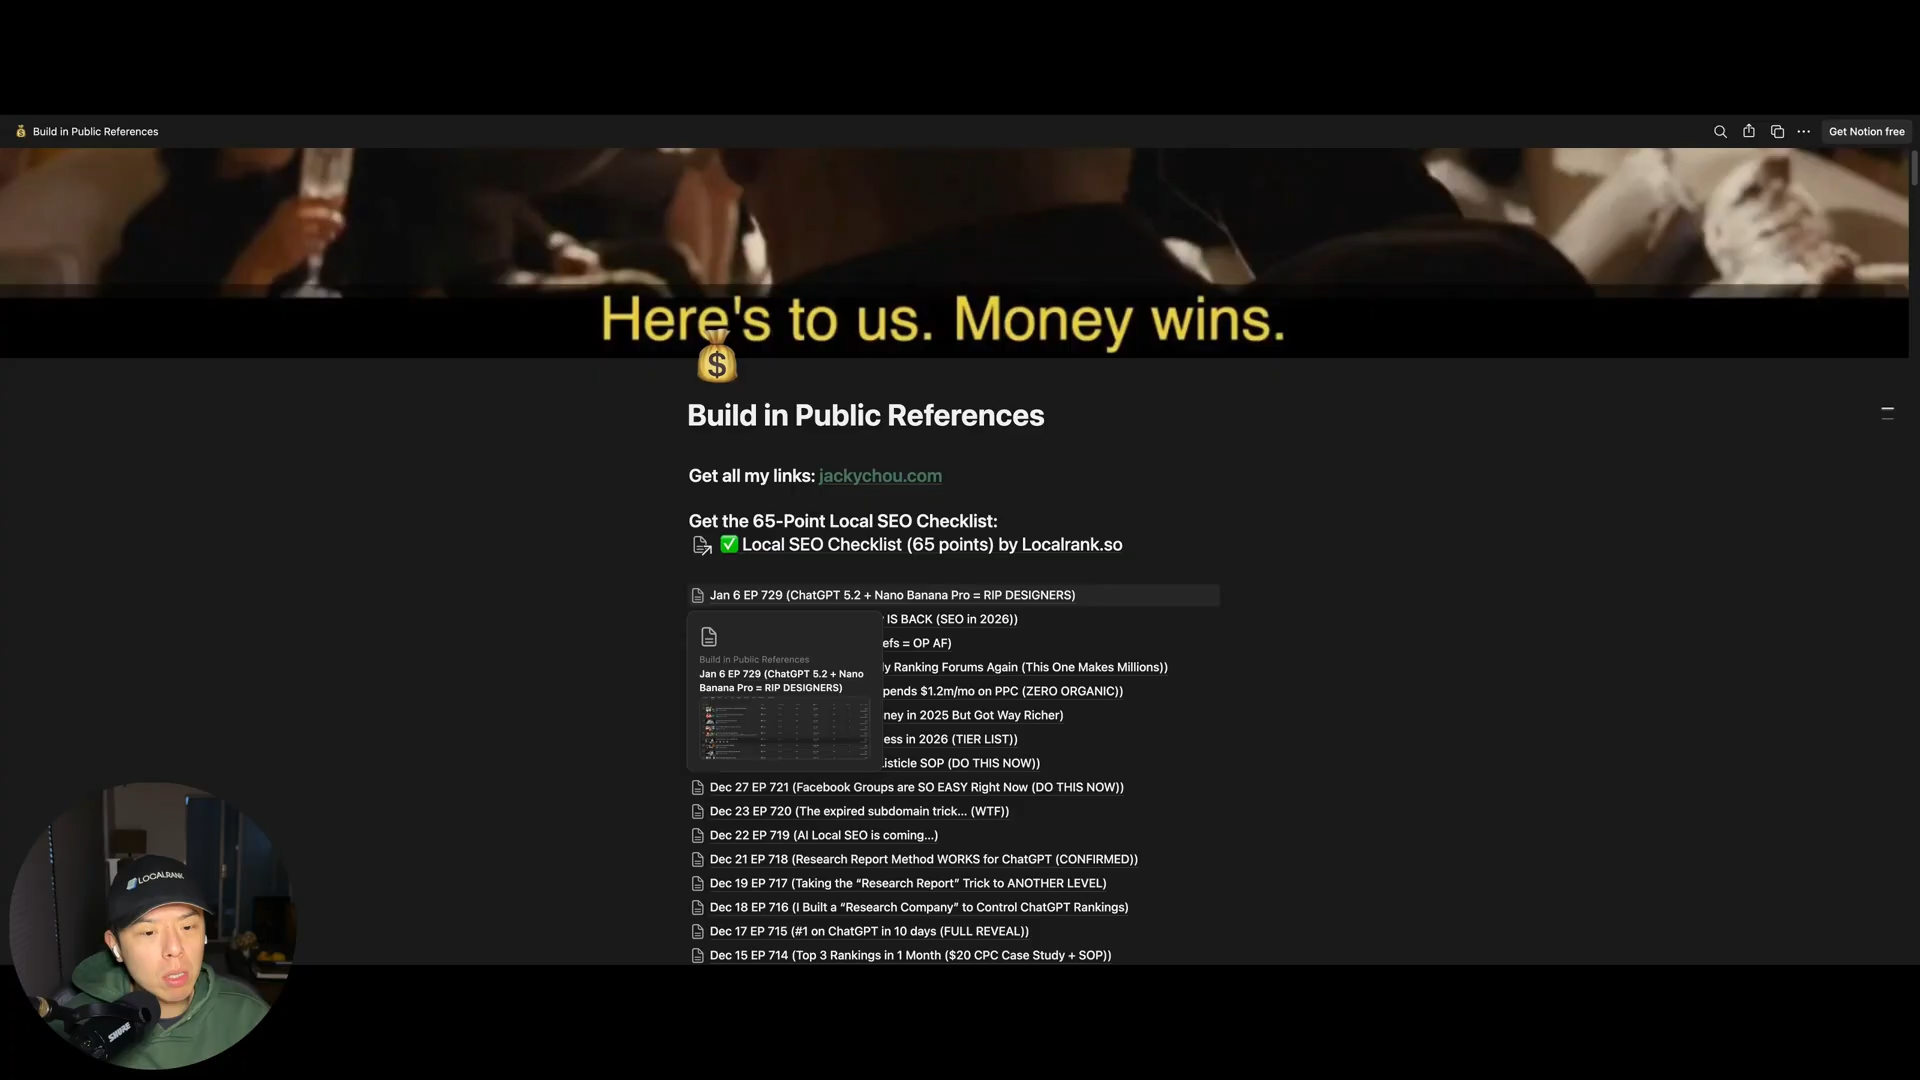 Build in Public References
Get Notion free
Here's to us. Money wins.
Build in Public References
Get all my links: jackychou.com
Get the 65-Point Local SEO Checklist:
Local SEO Checklist (65 points) by Localrank.so
Jan 6 EP 729 (ChatGPT 5.2 + Nano Banana Pro = RIP DESIGNERS)
IS BACK (SEO in 2026))
efs = OP AF)
ly Ranking Forums Again (This One Makes Millions))
pends $1.2m/mo on PPC (ZERO ORGANIC))
ney in 2025 But Got Way Richer)
ess in 2026 (TIER LIST))
isticle SOP (DO THIS NOW))
Build in Public References
Jan 6 EP 729 (ChatGPT 5.2 + Nano
Banana Pro = RIP DESIGNERS)
Dec 27 EP 721 (Facebook Groups are SO EASY Right Now (DO THIS NOW))
Dec 23 EP 720 (The expired subdomain trick... (WTF))
Dec 22 EP 719 (AI Local SEO is coming...)
Dec 21 EP 718 (Research Report Method WORKS for ChatGPT (CONFIRMED))
Dec 19 EP 717 (Taking the “Research Report” Trick to ANOTHER LEVEL)
Dec 18 EP 716 (I Built a “Research Company” to Control ChatGPT Rankings)
Dec 17 EP 715 (#1 on ChatGPT in 10 days (FULL REVEAL))
Dec 15 EP 714 (Top 3 Rankings in 1 Month ($20 CPC Case Study + SOP))
LOCALRANK
SHURE